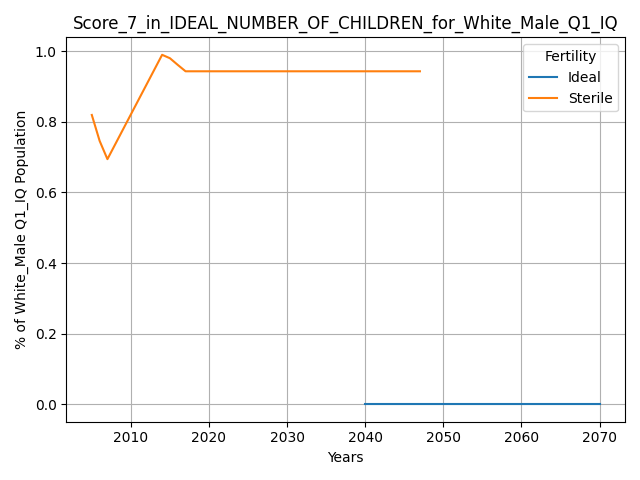 Score_7_in_IDEAL_NUMBER_OF_CHILDREN_for_White_Male_Q1_IQ
Fertility
Ideal
Sterile
% of White_Male Q1_IQ Population
1.0
0.8
0.6
0.4
0.2
0.0
2010 2020 2030 2040 2050 2060 2070
Years